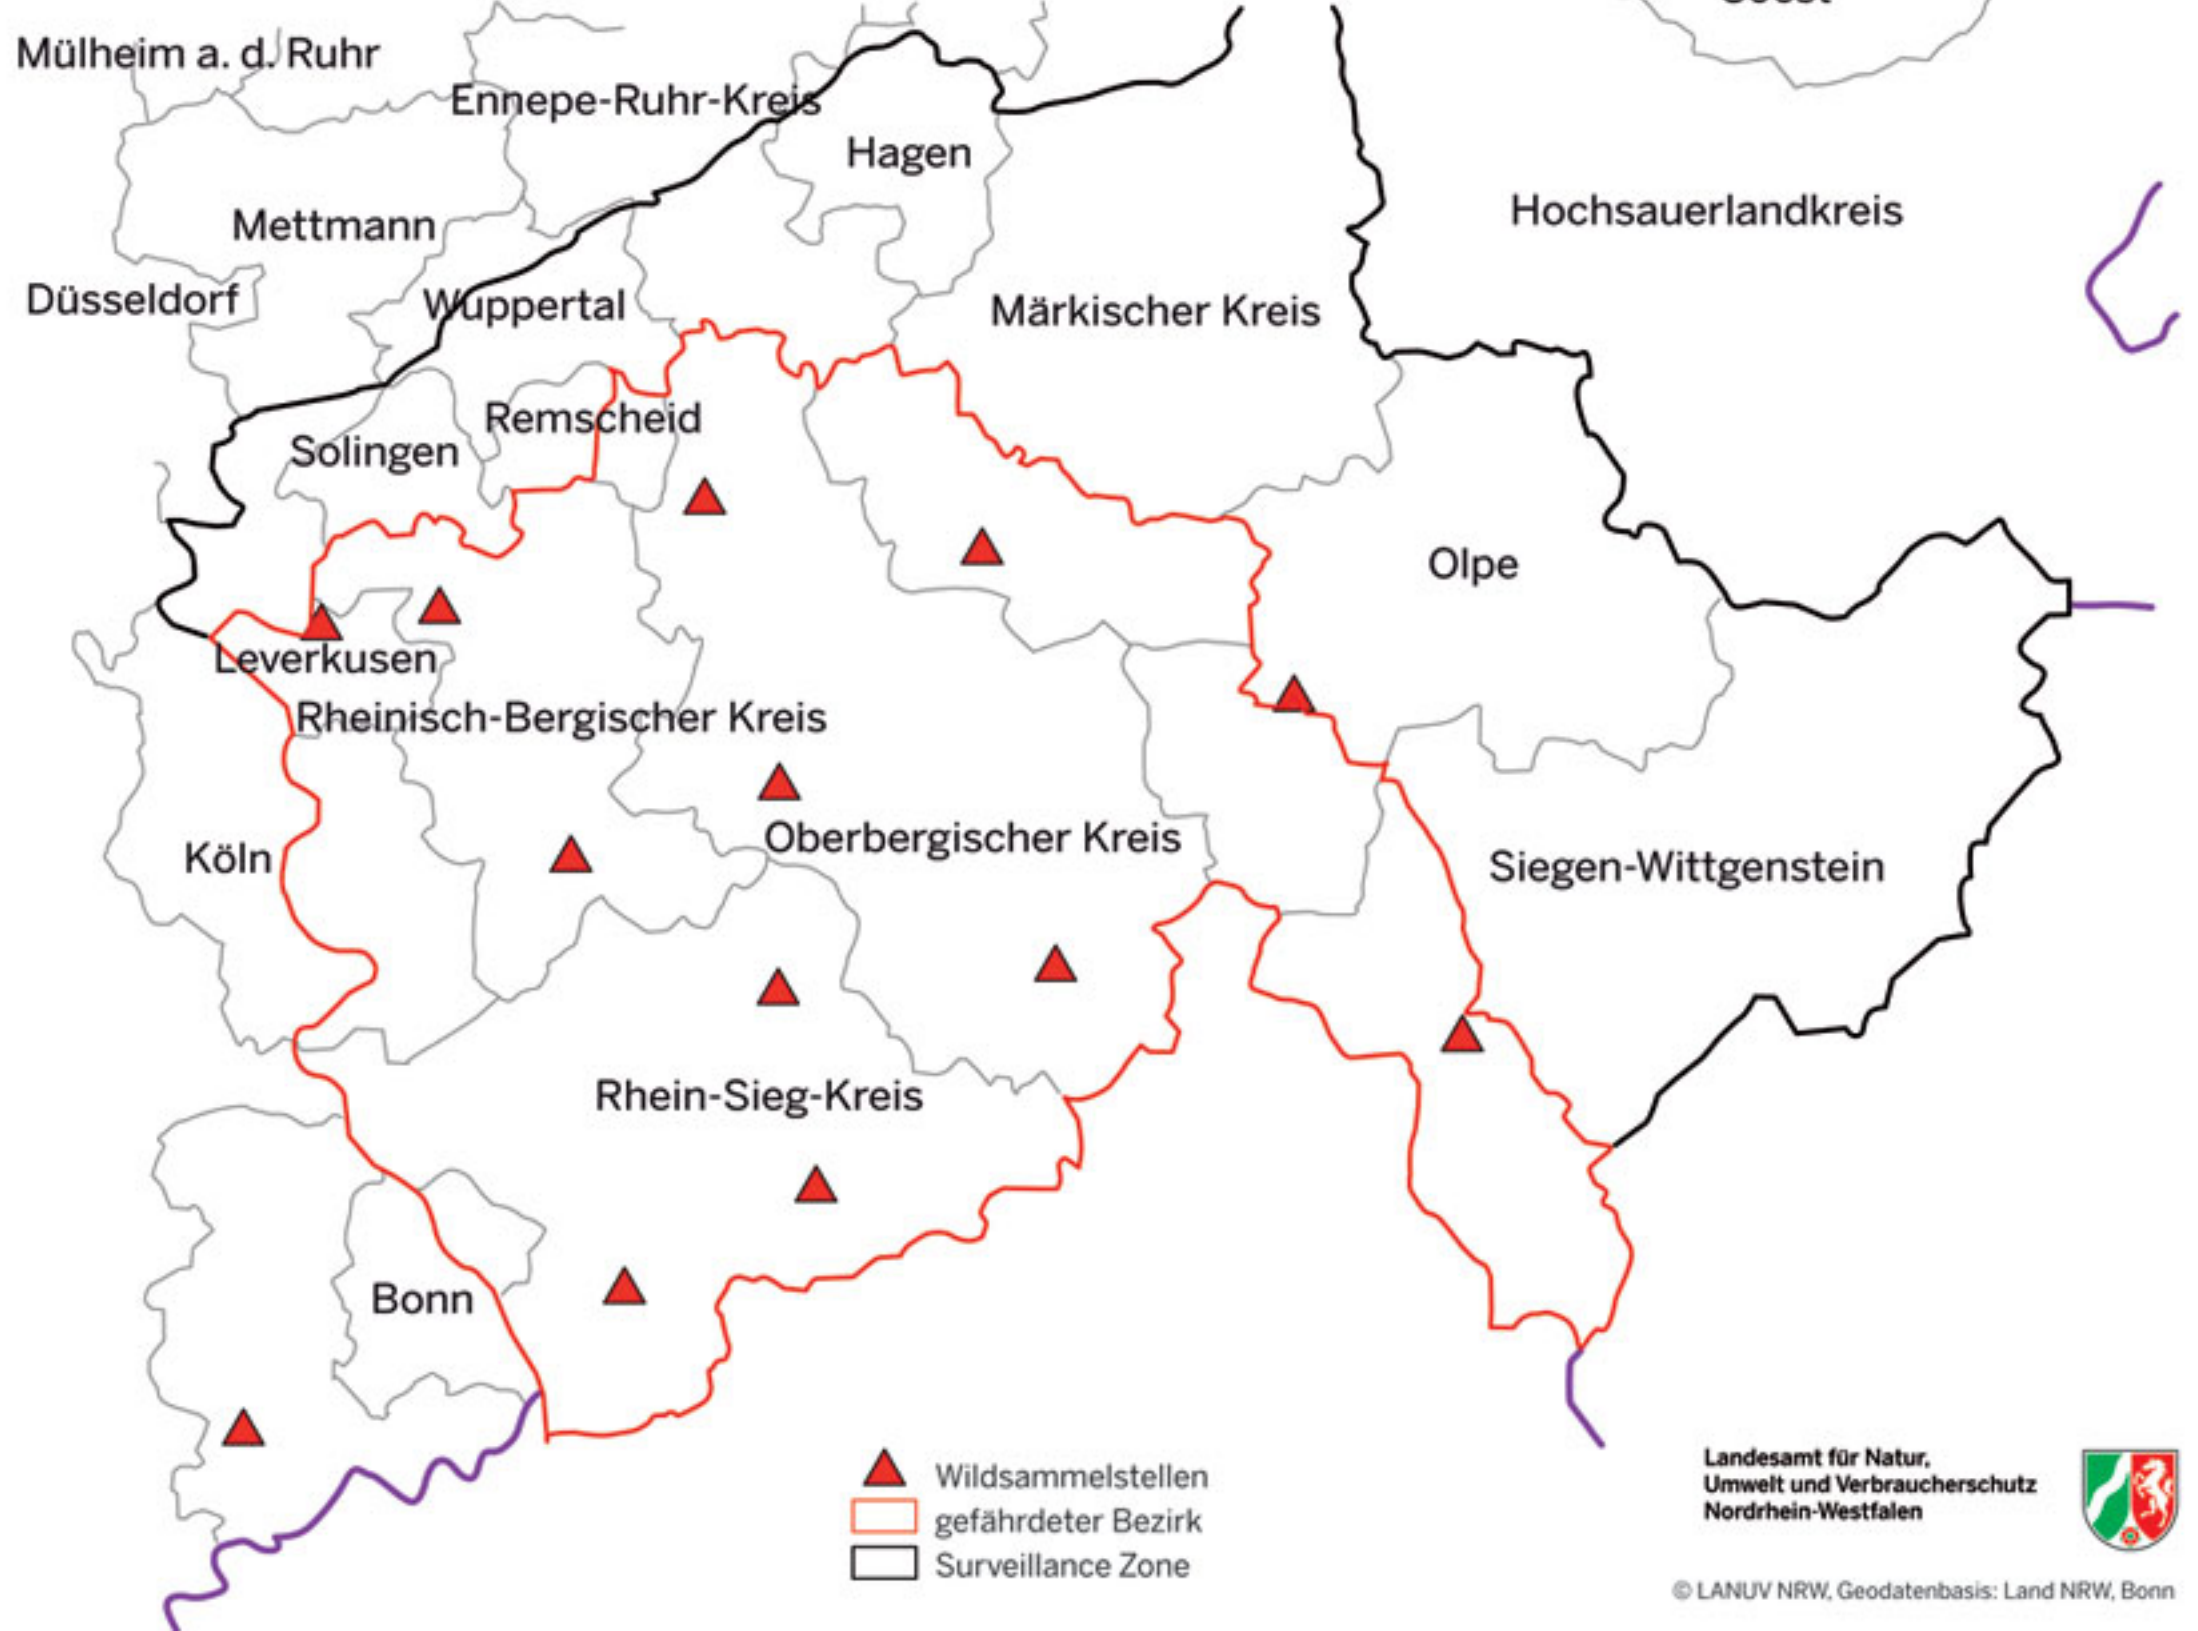 Mülheim a. d. Ruhr
Ennepe-Ruhr-Kreis
Hagen
Hochsauerlandkreis
Mettmann
Düsseldorf
Wuppertal
Märkischer Kreis
Remscheid
Solingen
Olpe
Leverkusen
Rheinisch-Bergischer Kreis
Oberbergischer Kreis
Köln
Siegen-Wittgenstein
Rhein-Sieg-Kreis
Bonn
Wildsammelstellen
gefährdeter Bezirk
Surveillance Zone
Landesamt für Natur,
Umwelt und Verbraucherschutz
Nordrhein-Westfalen
© LANUV NRW, Geodatenbasis: Land NRW, Bonn